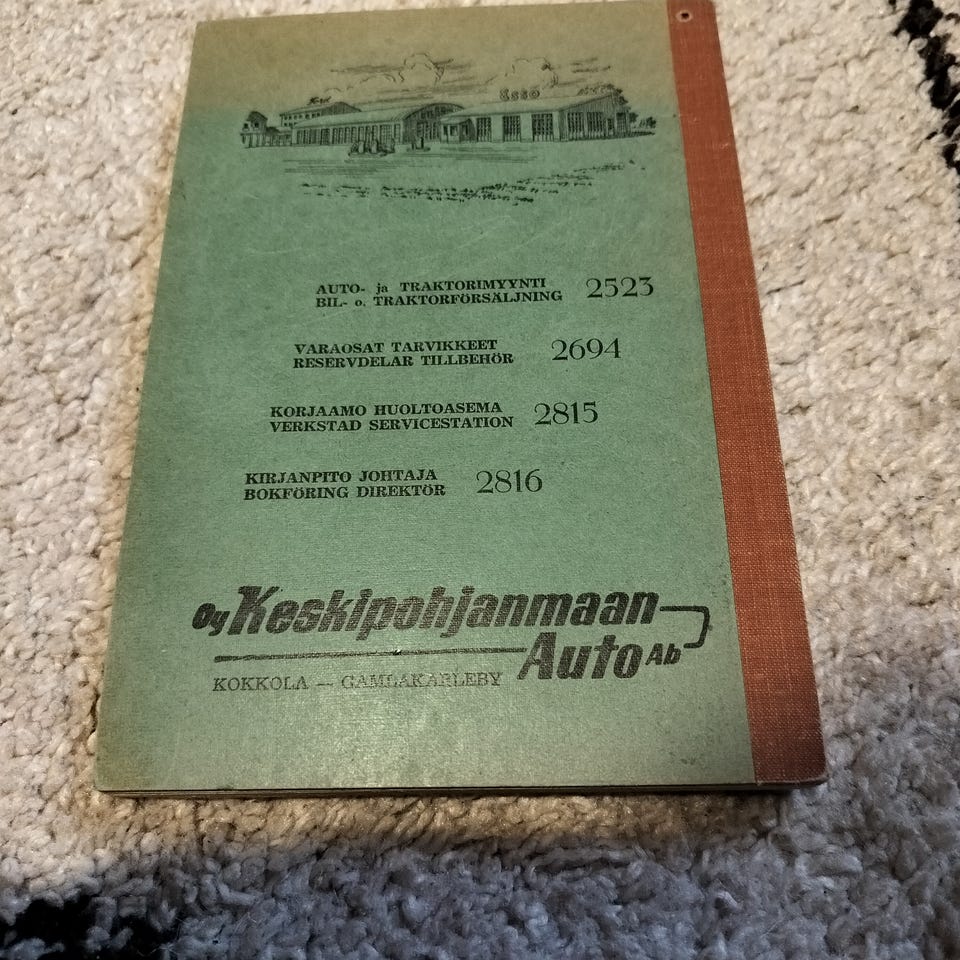 Esso
AUTO- ja TRAKTORIMYYNTI
BIL- o. TRAKTORFÖRSÄLJNING 2523
VARAOSAT TARVIKKEET
RESERVDELAR TILLBEHÖR 2694
KORJAAMO HUOLTOASEMA
VERKSTAD SERVICESTATION 2815
KIRJANPITO JOHTAJA
BOKFÖRING DIREKTÖR 2816
Oy Keskipohjanmaan
Auto Ab
KOKKOLA — GAMLAKARLEBY